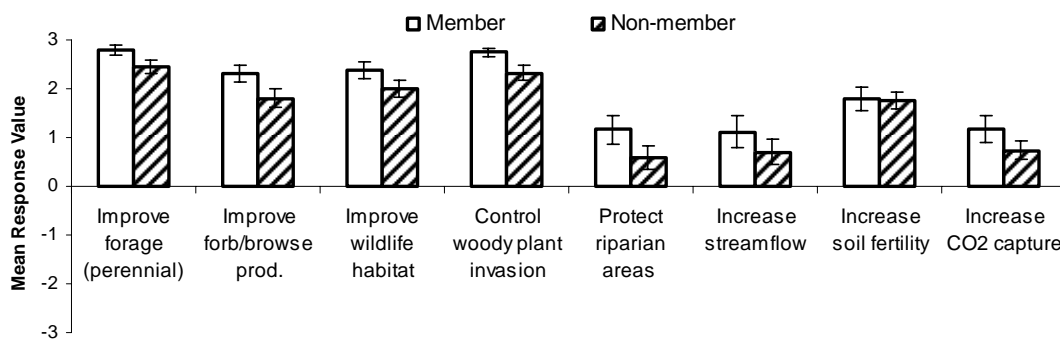 Member Non-member
Mean Response Value
3
2
1
0
-1
-2
-3
Improve forage (perennial)
Improve forb/browse prod.
Improve wildlife habitat
Control woody plant invasion
Protect riparian areas
Increase streamflow
Increase soil fertility
Increase CO2 capture